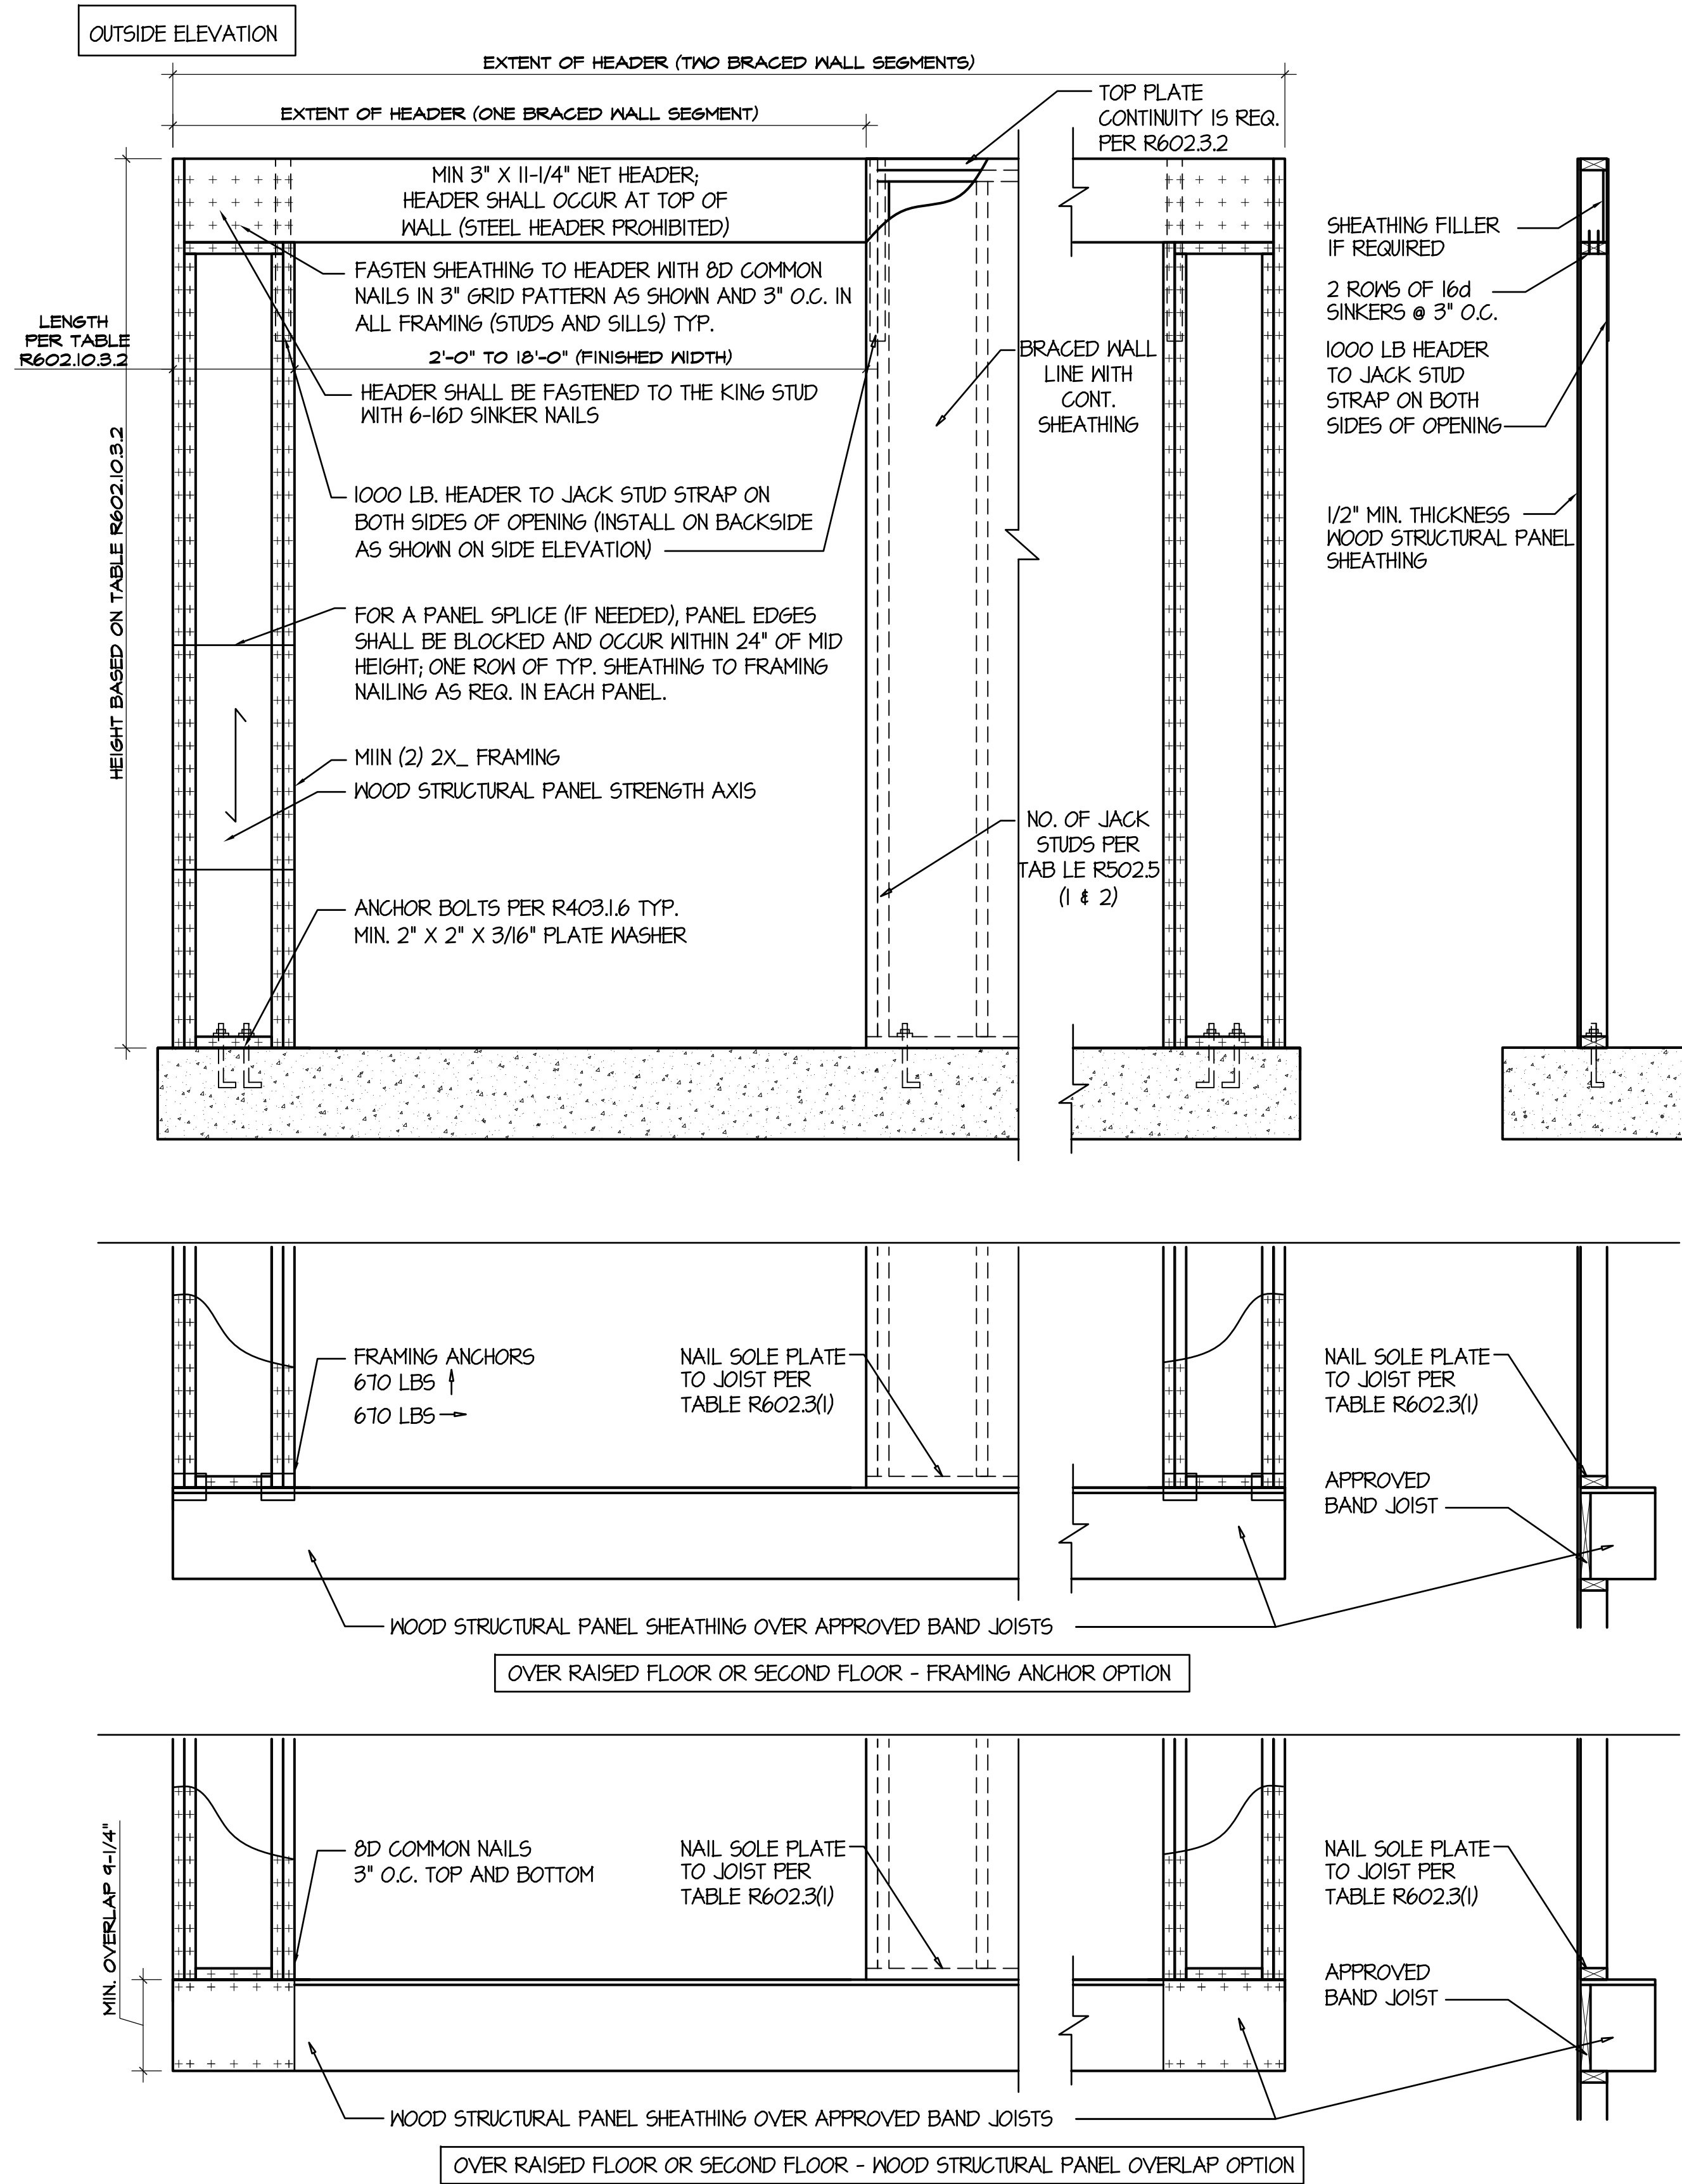 OUTSIDE ELEVATION
EXTENT OF HEADER (TWO BRACED WALL SEGMENTS)
EXTENT OF HEADER (ONE BRACED WALL SEGMENT)
TOP PLATE
CONTINUITY IS REQ.
PER R602.3.2
MIN 3" X 11-1/4" NET HEADER;
HEADER SHALL OCCUR AT TOP OF
WALL (STEEL HEADER PROHIBITED)
FASTEN SHEATHING TO HEADER WITH 8D COMMON
NAILS IN 3" GRID PATTERN AS SHOWN AND 3" O.C. IN
ALL FRAMING (STUDS AND SILLS) TYP.
LENGTH
PER TABLE
R602.10.3.2
2'-0" TO 18'-0" (FINISHED WIDTH)
HEADER SHALL BE FASTENED TO THE KING STUD
WITH 6-16D SINKER NAILS
HEIGHT BASED ON TABLE R602.10.3.2
1000 LB. HEADER TO JACK STUD STRAP ON
BOTH SIDES OF OPENING (INSTALL ON BACKSIDE
AS SHOWN ON SIDE ELEVATION)
FOR A PANEL SPLICE (IF NEEDED), PANEL EDGES
SHALL BE BLOCKED AND OCCUR WITHIN 24" OF MID
HEIGHT; ONE ROW OF TYP. SHEATHING TO FRAMING
NAILING AS REQ. IN EACH PANEL.
MIIN (2) 2X_ FRAMING
WOOD STRUCTURAL PANEL STRENGTH AXIS
ANCHOR BOLTS PER R403.1.6 TYP.
MIN. 2" X 2" X 3/16" PLATE WASHER
BRACED WALL
LINE WITH
CONT.
SHEATHING
NO. OF JACK
STUDS PER
TAB LE R502.5
(1 & 2)
SHEATHING FILLER
IF REQUIRED
2 ROWS OF 16d
SINKERS @ 3" O.C.
1000 LB HEADER
TO JACK STUD
STRAP ON BOTH
SIDES OF OPENING
1/2" MIN. THICKNESS
WOOD STRUCTURAL PANEL
SHEATHING
FRAMING ANCHORS
670 LBS
670 LBS
NAIL SOLE PLATE
TO JOIST PER
TABLE R602.3(1)
NAIL SOLE PLATE
TO JOIST PER
TABLE R602.3(1)
APPROVED
BAND JOIST
WOOD STRUCTURAL PANEL SHEATHING OVER APPROVED BAND JOISTS
OVER RAISED FLOOR OR SECOND FLOOR - FRAMING ANCHOR OPTION
MIN. OVERLAP 9-1/4"
8D COMMON NAILS
3" O.C. TOP AND BOTTOM
NAIL SOLE PLATE
TO JOIST PER
TABLE R602.3(1)
NAIL SOLE PLATE
TO JOIST PER
TABLE R602.3(1)
APPROVED
BAND JOIST
WOOD STRUCTURAL PANEL SHEATHING OVER APPROVED BAND JOISTS
OVER RAISED FLOOR OR SECOND FLOOR - WOOD STRUCTURAL PANEL OVERLAP OPTION